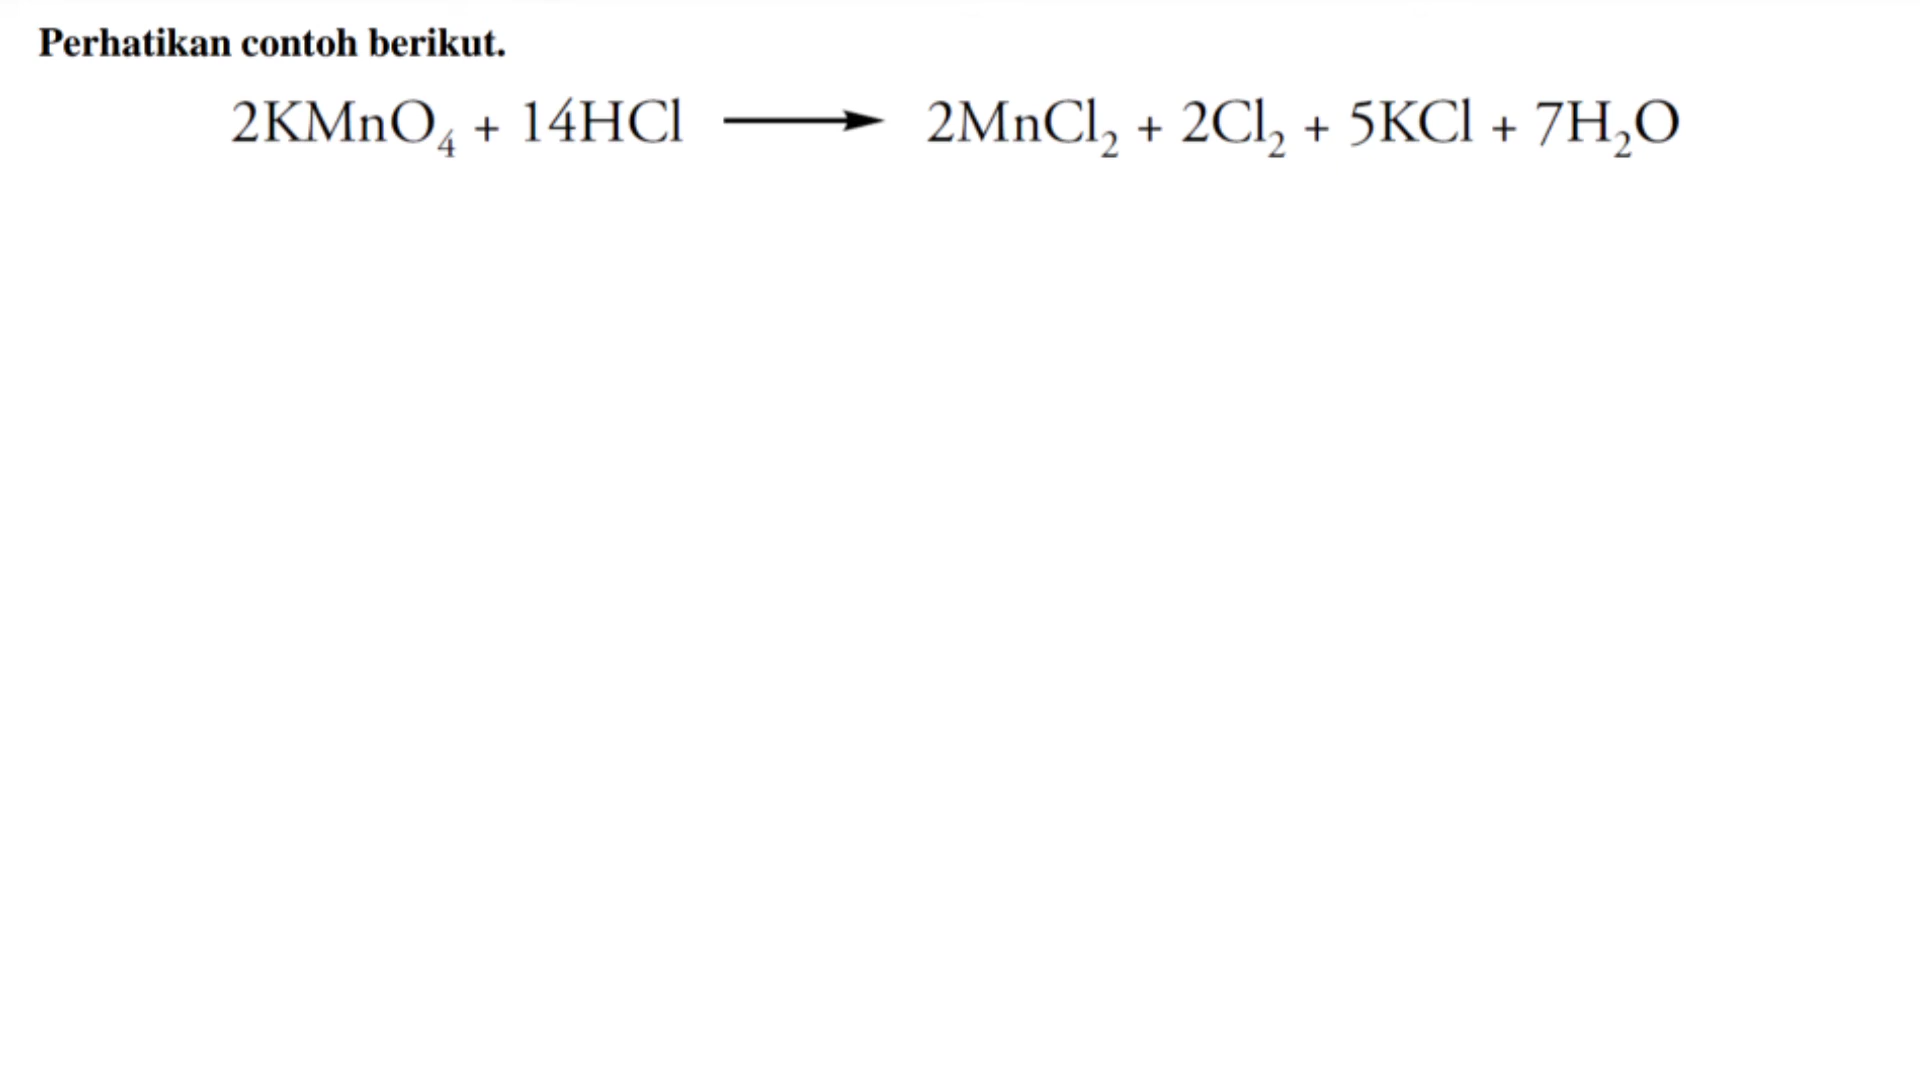 Perhatikan contoh berikut.
2KMnO₄ + 14HCl ⟶ 2MnCl₂ + 2Cl₂ + 5KCl + 7H₂O